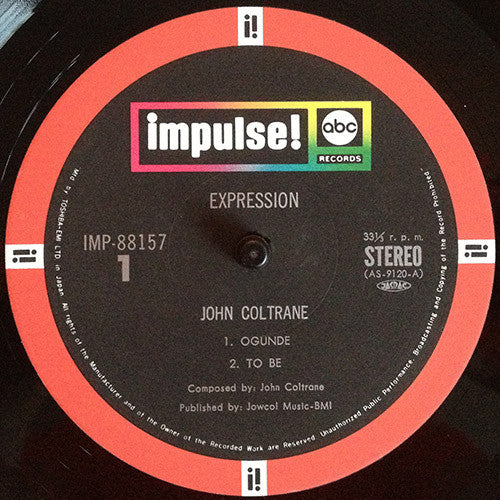 i!
impulse!
abc
RECORDS
EXPRESSION
IMP-88157
1
33⅓ r. p. m.
STEREO
(AS-9120-A)
JASRAC
JOHN COLTRANE
1. OGUNDE
2. TO BE
Composed by: John Coltrane
Published by: Jowcol Music-BMI
i!
i!
i!
Mfd by TOSHBA-EMI LTD in Japan. All rights of the Manufacturer and of the Owner of the Recorded Work are Reserved. Unauthorized Public Performance, Broadcasting and Copying of the Record Prohibited.